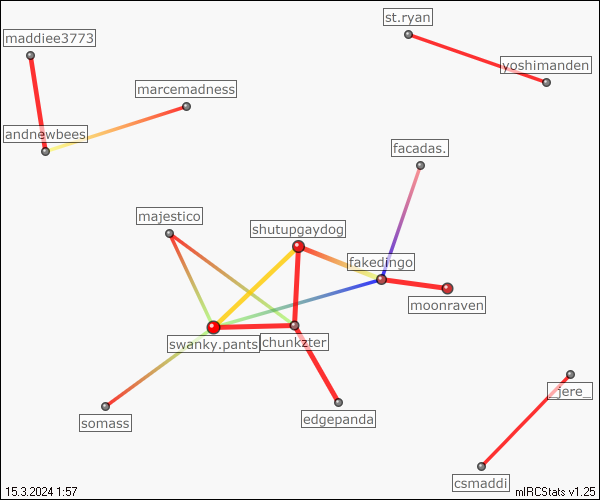 st.ryan
maddiee3773
yoshimanden
marcemadness
andnewbees
facadas.
majestico
shutupgaydog
fakedingo
moonraven
swanky.pants
chunkzter
_jere_
edgepanda
somass
csmaddi
15.3.2024 1:57
mIRCStats v1.25